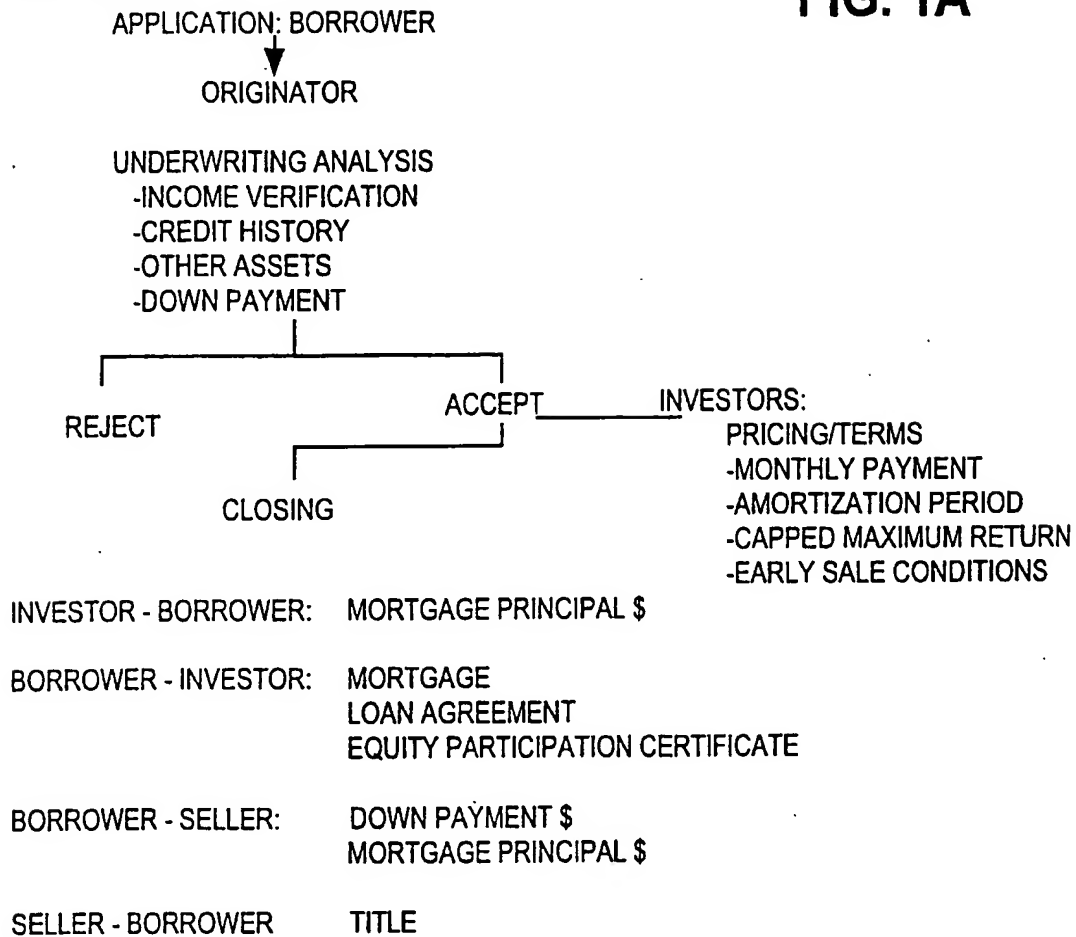 FIG. 1A
APPLICATION: BORROWER
ORIGINATOR
UNDERWRITING ANALYSIS
-INCOME VERIFICATION
-CREDIT HISTORY
-OTHER ASSETS
-DOWN PAYMENT
REJECT
ACCEPT
INVESTORS:
PRICING/TERMS
-MONTHLY PAYMENT
-AMORTIZATION PERIOD
-CAPPED MAXIMUM RETURN
-EARLY SALE CONDITIONS
CLOSING
INVESTOR - BORROWER: MORTGAGE PRINCIPAL $
BORROWER - INVESTOR: MORTGAGE
LOAN AGREEMENT
EQUITY PARTICIPATION CERTIFICATE
BORROWER - SELLER: DOWN PAYMENT $
MORTGAGE PRINCIPAL $
SELLER - BORROWER TITLE